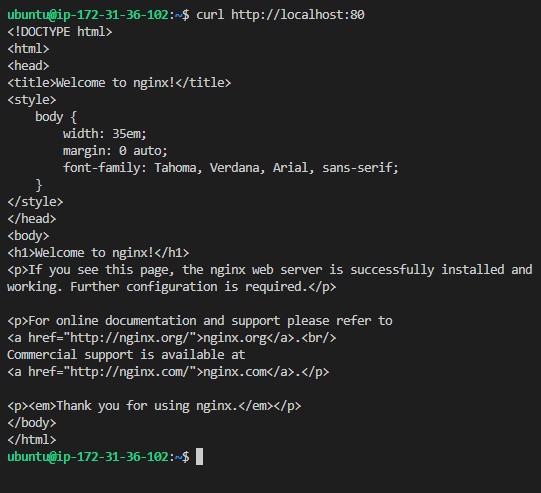 ubuntu@ip-172-31-36-102:~$ curl http://localhost:80
<!DOCTYPE html>
<html>
<head>
<title>Welcome to nginx!</title>
<style>
    body {
        width: 35em;
        margin: 0 auto;
        font-family: Tahoma, Verdana, Arial, sans-serif;
    }
</style>
</head>
<body>
<h1>Welcome to nginx!</h1>
<p>If you see this page, the nginx web server is successfully installed and
working. Further configuration is required.</p>

<p>For online documentation and support please refer to
<a href="http://nginx.org/">nginx.org</a>.<br/>
Commercial support is available at
<a href="http://nginx.com/">nginx.com</a>.</p>

<p><em>Thank you for using nginx.</em></p>
</body>
</html>
ubuntu@ip-172-31-36-102:~$